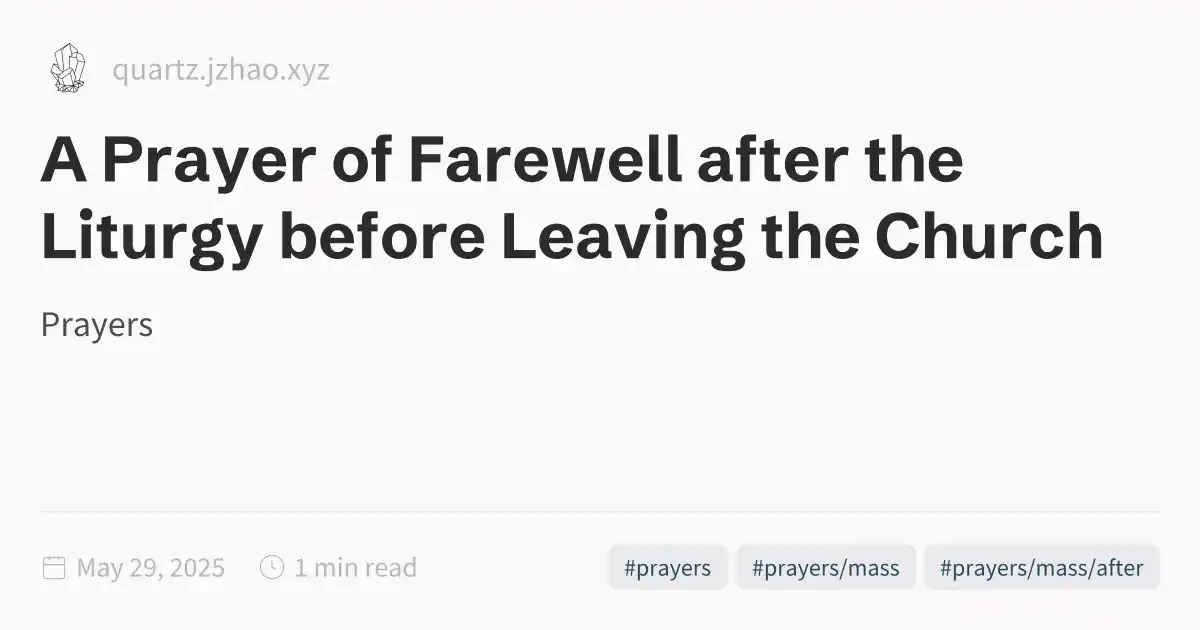 quartz.jzhao.xyz
A Prayer of Farewell after the
Liturgy before Leaving the Church
Prayers
May 29, 2025 1 min read #prayers #prayers/mass #prayers/mass/after